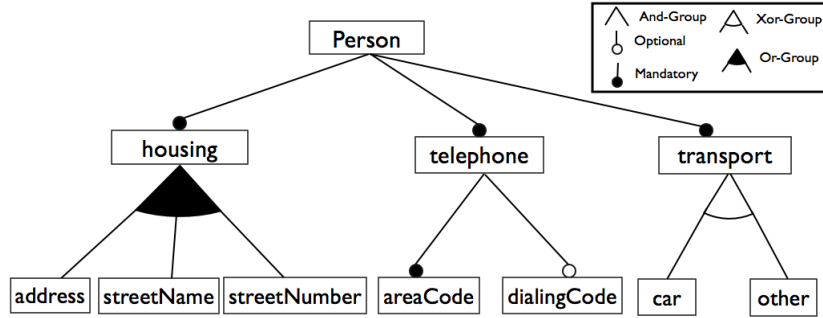 Person
And-Group
Xor-Group
Optional
Or-Group
Mandatory
housing
telephone
transport
address
streetName
streetNumber
areaCode
dialingCode
car
other